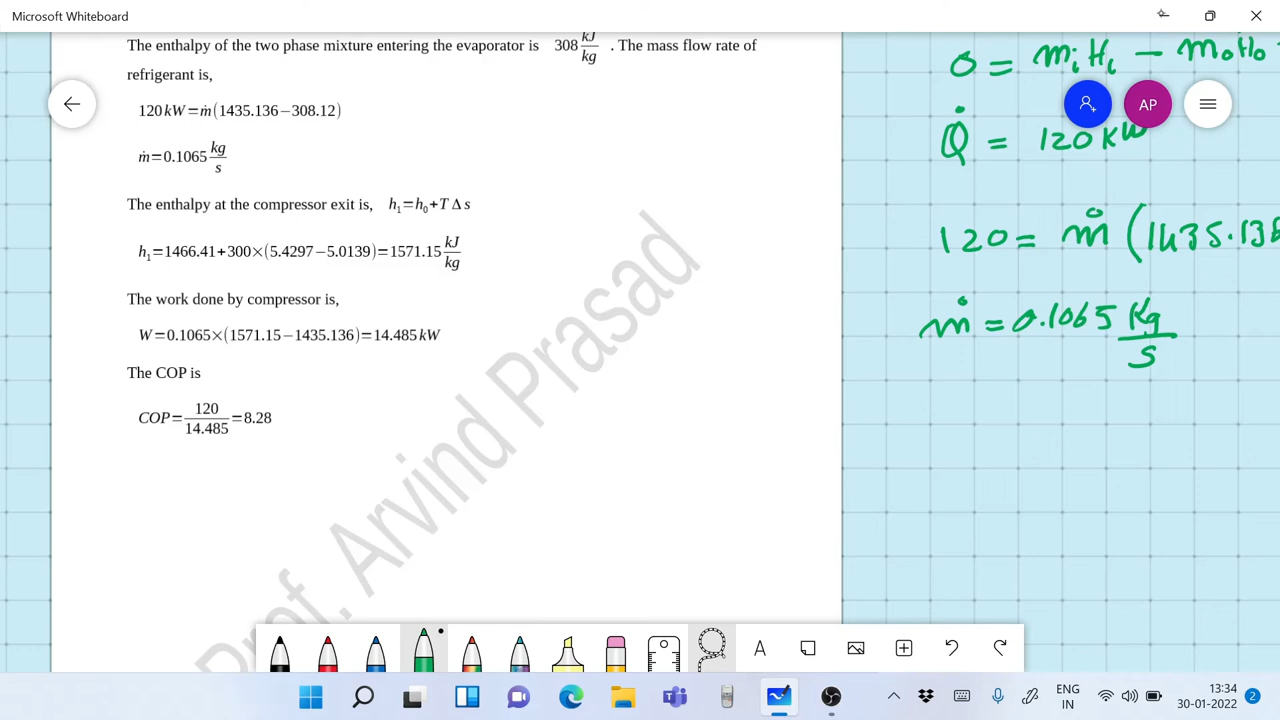 Microsoft Whiteboard
The enthalpy of the two phase mixture entering the evaporator is 308 kJ/kg . The mass flow rate of
refrigerant is,
120 kW = ṁ(1435.136−308.12)
ṁ=0.1065 kg/s
The enthalpy at the compressor exit is, h₁=h₀+T Δ s
h₁=1466.41+300×(5.4297−5.0139)=1571.15 kJ/kg
The work done by compressor is,
W=0.1065×(1571.15−1435.136)=14.485 kW
The COP is
COP=120/14.485=8.28
Prof. Arvind Prasad
0 = mᵢHᵢ − m₀H₀
AP
Q̇ = 120 kW
120 = ṁ (1435.136
ṁ = 0.1065 Kg/s
A
ENG
IN
13:34
30-01-2022
2